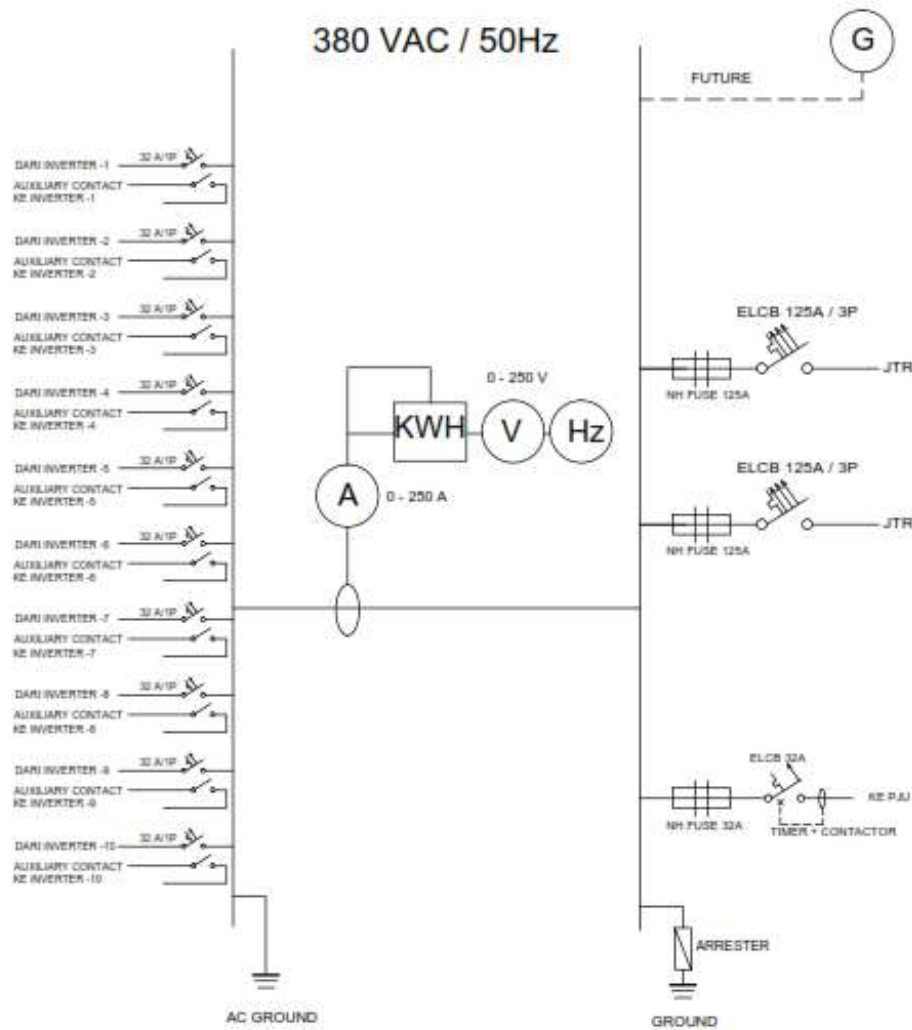 380 VAC / 50Hz
G
FUTURE
DARI INVERTER -1
32 A/1P
AUXILIARY CONTACT
KE INVERTER -1
DARI INVERTER -2
32 A/1P
AUXILIARY CONTACT
KE INVERTER -2
DARI INVERTER -3
32 A/1P
AUXILIARY CONTACT
KE INVERTER -3
DARI INVERTER -4
32 A/1P
AUXILIARY CONTACT
KE INVERTER -4
DARI INVERTER -5
32 A/1P
AUXILIARY CONTACT
KE INVERTER -5
DARI INVERTER -6
32 A/1P
AUXILIARY CONTACT
KE INVERTER -6
DARI INVERTER -7
32 A/1P
AUXILIARY CONTACT
KE INVERTER -7
DARI INVERTER -8
32 A/1P
AUXILIARY CONTACT
KE INVERTER -8
DARI INVERTER -9
32 A/1P
AUXILIARY CONTACT
KE INVERTER -9
DARI INVERTER -10
32 A/1P
AUXILIARY CONTACT
KE INVERTER -10
AC GROUND
0 - 250 V
KWH
V
Hz
A
0 - 250 A
ELCB 125A / 3P
JTR
NH FUSE 125A
ELCB 125A / 3P
JTR
NH FUSE 125A
ELCB 32A
KE PJU
NH FUSE 32A
TIMER + CONTACTOR
ARRESTER
GROUND